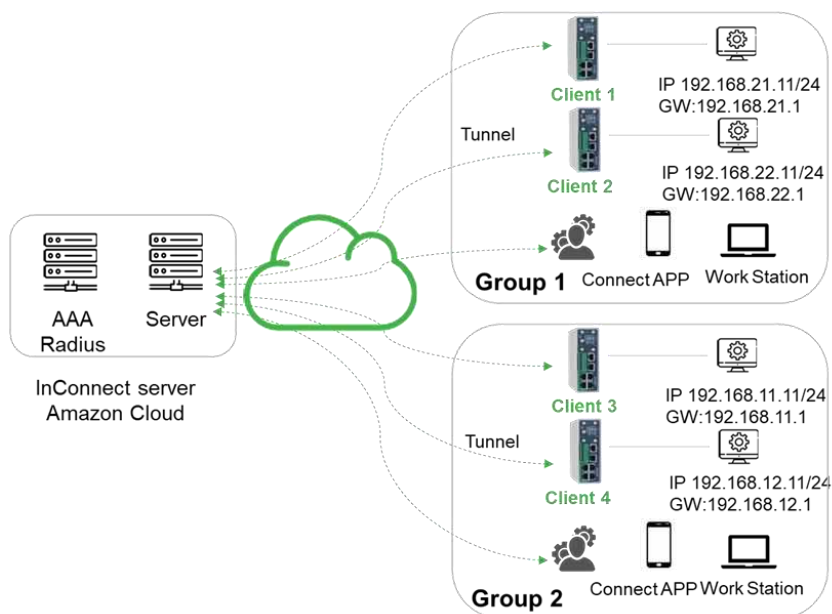 Client 1
IP 192.168.21.11/24
GW:192.168.21.1
Tunnel
Client 2
IP 192.168.22.11/24
GW:192.168.22.1
Group 1
Connect APP
Work Station
AAA
Radius
Server
InConnect server
Amazon Cloud
Client 3
IP 192.168.11.11/24
GW:192.168.11.1
Tunnel
Client 4
IP 192.168.12.11/24
GW:192.168.12.1
Group 2
Connect APP
Work Station